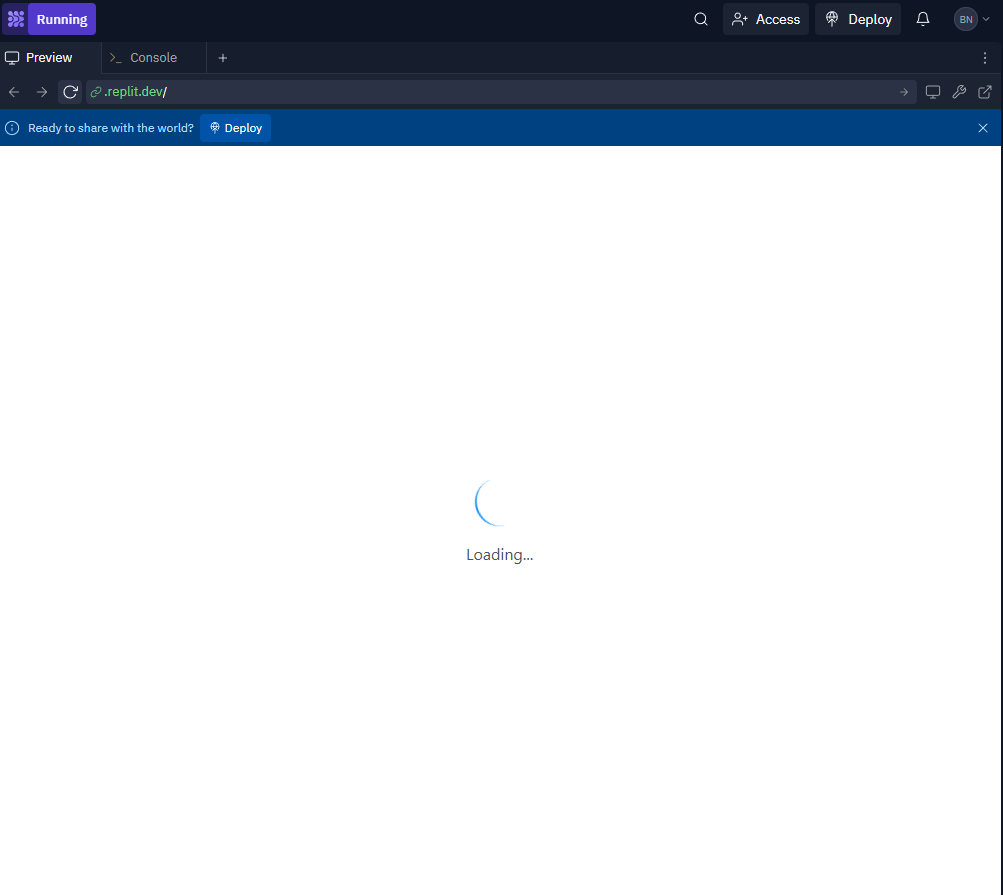 Running Access Deploy BN
Preview >_ Console +
.replit.dev/
Ready to share with the world? Deploy
Loading...